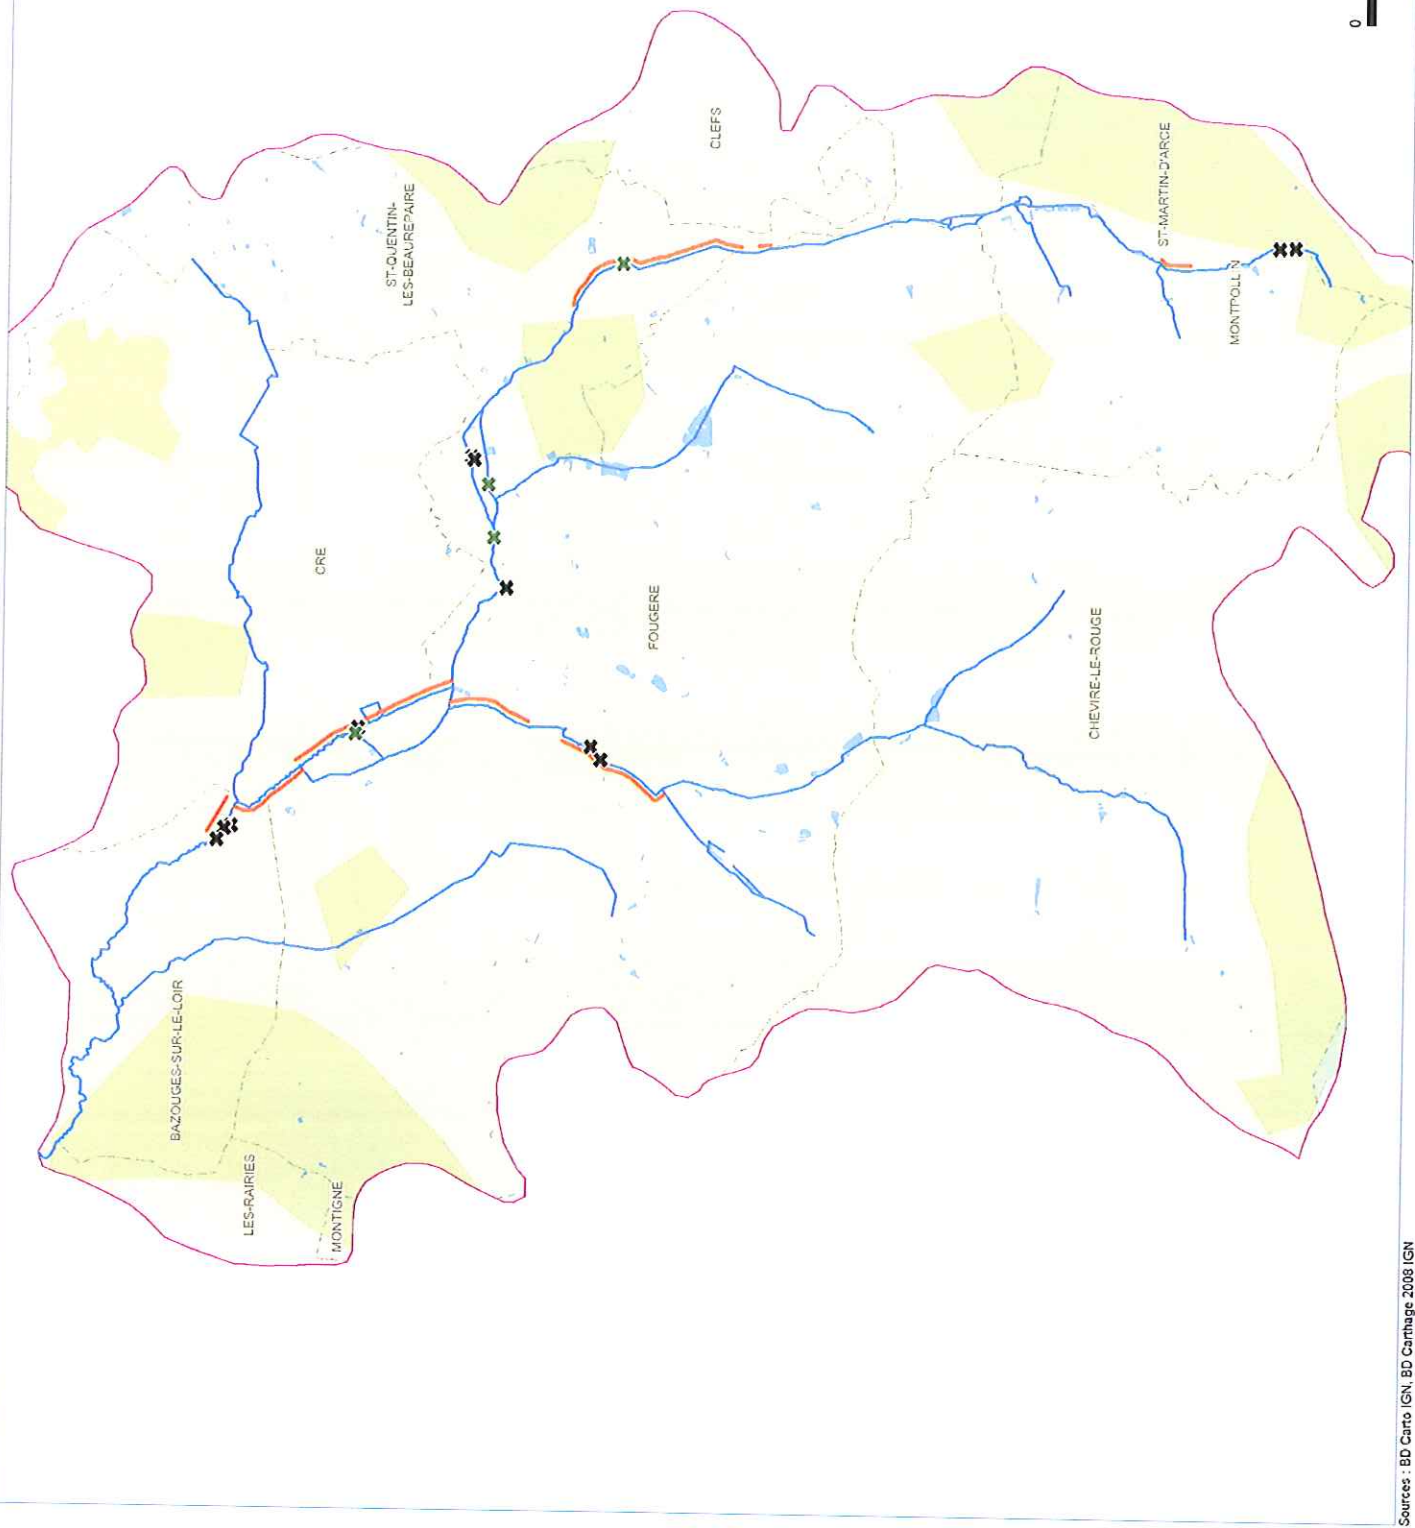 LES-RAIRIES
MONTIGNE
BAZOUGES-SUR-LE-LOIR
CRE
FOUGERE
CHEVIRE-LE-ROUGE
ST-QUENTIN-
LES-BEAUREPAIRE
CLEFS
ST-MARTIN-D'ARCE
MONTPOLLIN
0
Sources : BD Carto IGN, BD Carthage 2008 IGN